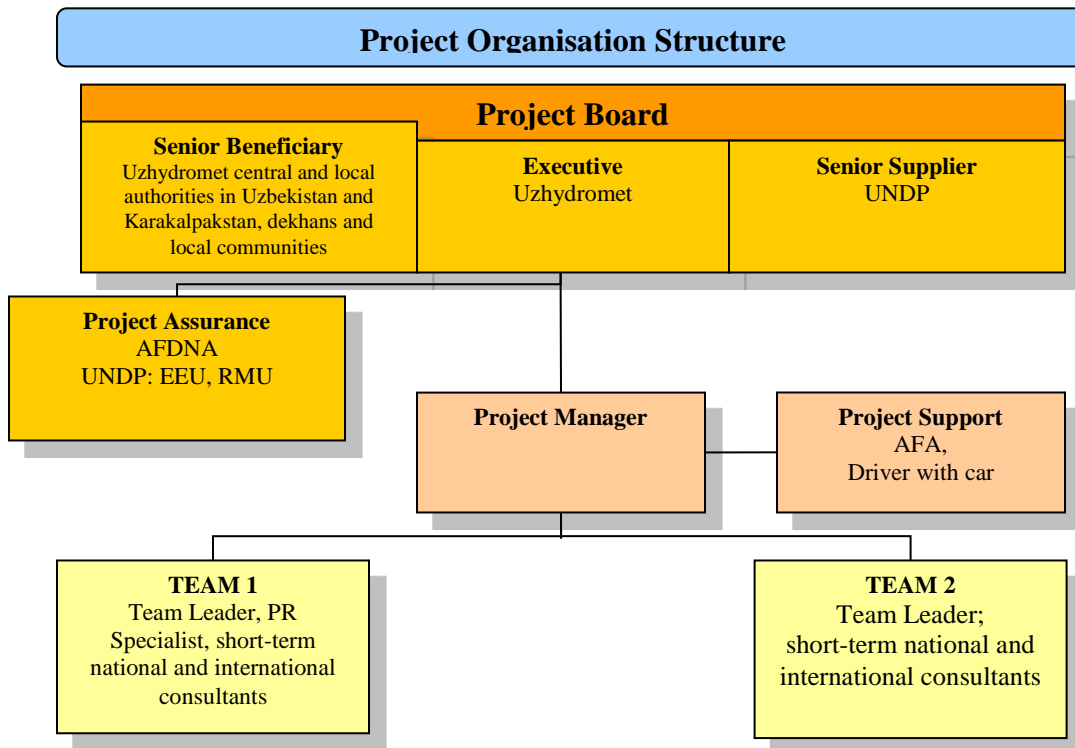 Project Organisation Structure
Project Board
Senior Beneficiary
Uzhydromet central and local
authorities in Uzbekistan and
Karakalpakstan, dekhans and
local communities
Executive
Uzhydromet
Senior Supplier
UNDP
Project Assurance
AFDNA
UNDP: EEU, RMU
Project Manager
Project Support
AFA,
Driver with car
TEAM 1
Team Leader, PR
Specialist, short-term
national and international
consultants
TEAM 2
Team Leader;
short-term national and
international consultants